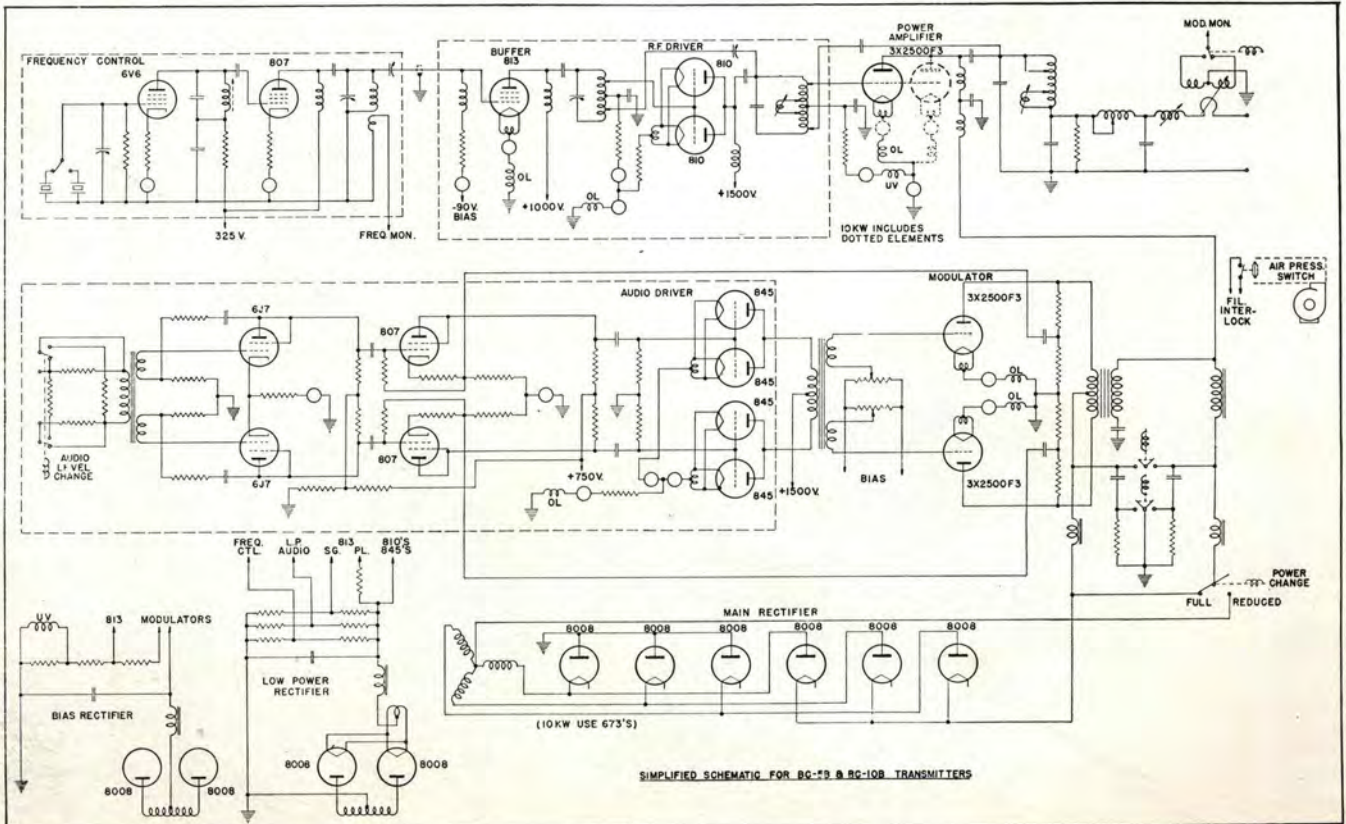 FREQUENCY CONTROL
6V6
807
325 V.
FREQ MON.
BUFFER
813
R.F. DRIVER
810
810
-90V.
BIAS
OL
+1000V.
OL
+1500V.
POWER
AMPLIFIER
3X2500F3
OL
UV
10KW INCLUDES
DOTTED ELEMENTS
MOD. MON.
AIR PRESS.
SWITCH
FIL.
INTER-
LOCK
AUDIO DRIVER
6J7
6J7
807
807
845
845
845
845
AUDIO
LEVEL
CHANGE
+750V.
OL
+1500V.
BIAS
MODULATOR
3X2500F3
OL
OL
3X2500F3
POWER
CHANGE
FULL
REDUCED
FREQ.
CTL.
L.P.
AUDIO
813
SG. PL.
810'S
845'S
UV
813
MODULATORS
BIAS RECTIFIER
8008
8008
LOW POWER
RECTIFIER
8008
8008
MAIN RECTIFIER
8008
8008
8008
8008
8008
8008
(10KW USE 673'S)
SIMPLIFIED SCHEMATIC FOR BC-5B & BC-10B TRANSMITTERS